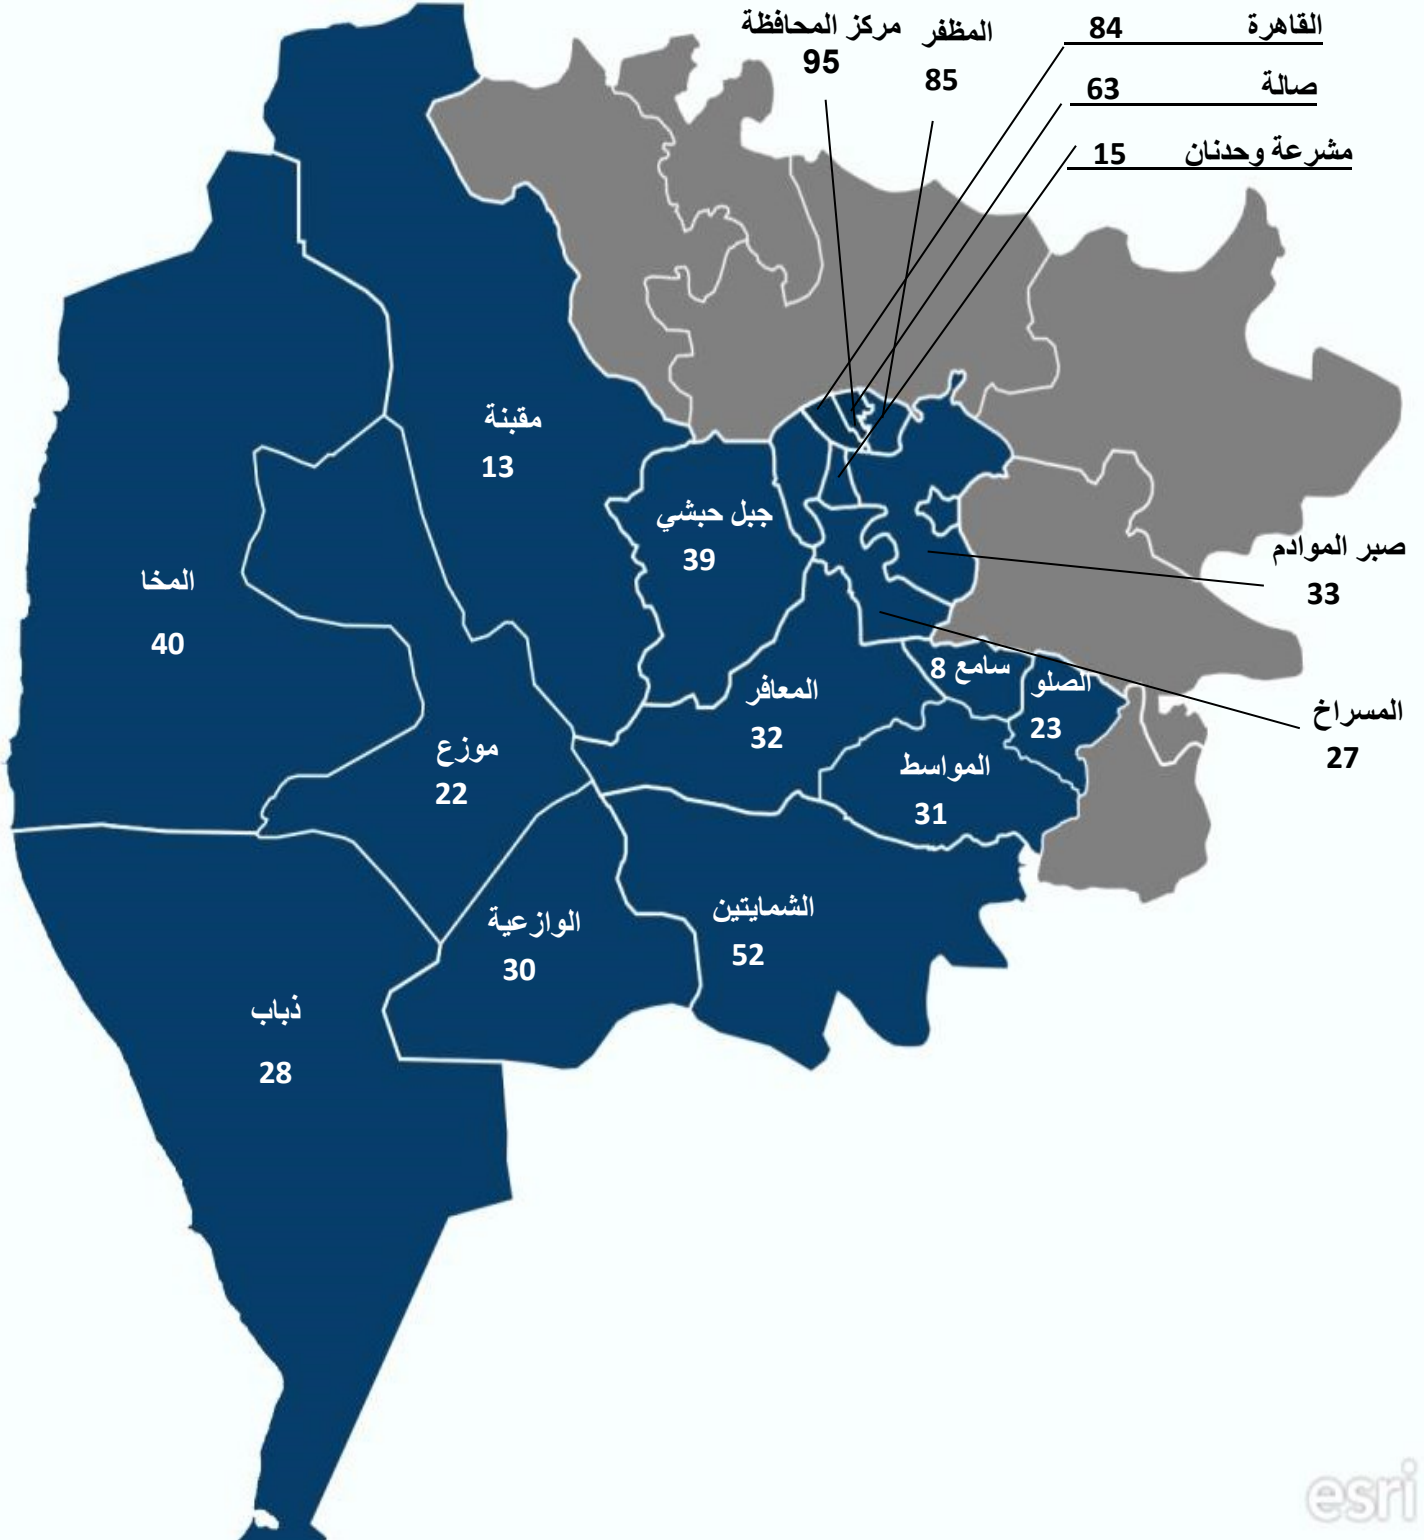 القاهرة 84
المظفر
85
مركز المحافظة
95
صالة 63
مشرعة وحدنان 15
مقبنة
13
جبل حبشي
39
صبر الموادم
33
المخا
40
سامع 8
الصلو
23
المعافر
32
المسراخ
27
موزع
22
المواسط
31
الشمايتين
52
الوازعية
30
ذباب
28
esri